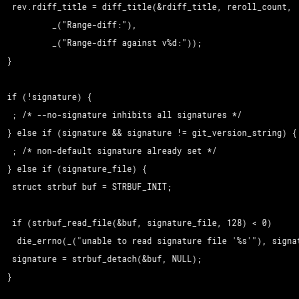 rev.rdiff_title = diff_title(&rdiff_title, reroll_count,
_("Range-diff:"),
_("Range-diff against v%d:"));
}
if (!signature) {
; /* --no-signature inhibits all signatures */
} else if (signature && signature != git_version_string) {
; /* non-default signature already set */
} else if (signature_file) {
struct strbuf buf = STRBUF_INIT;
if (strbuf_read_file(&buf, signature_file, 128) < 0)
die_errno(_("unable to read signature file '%s'"), signat
signature = strbuf_detach(&buf, NULL);
}